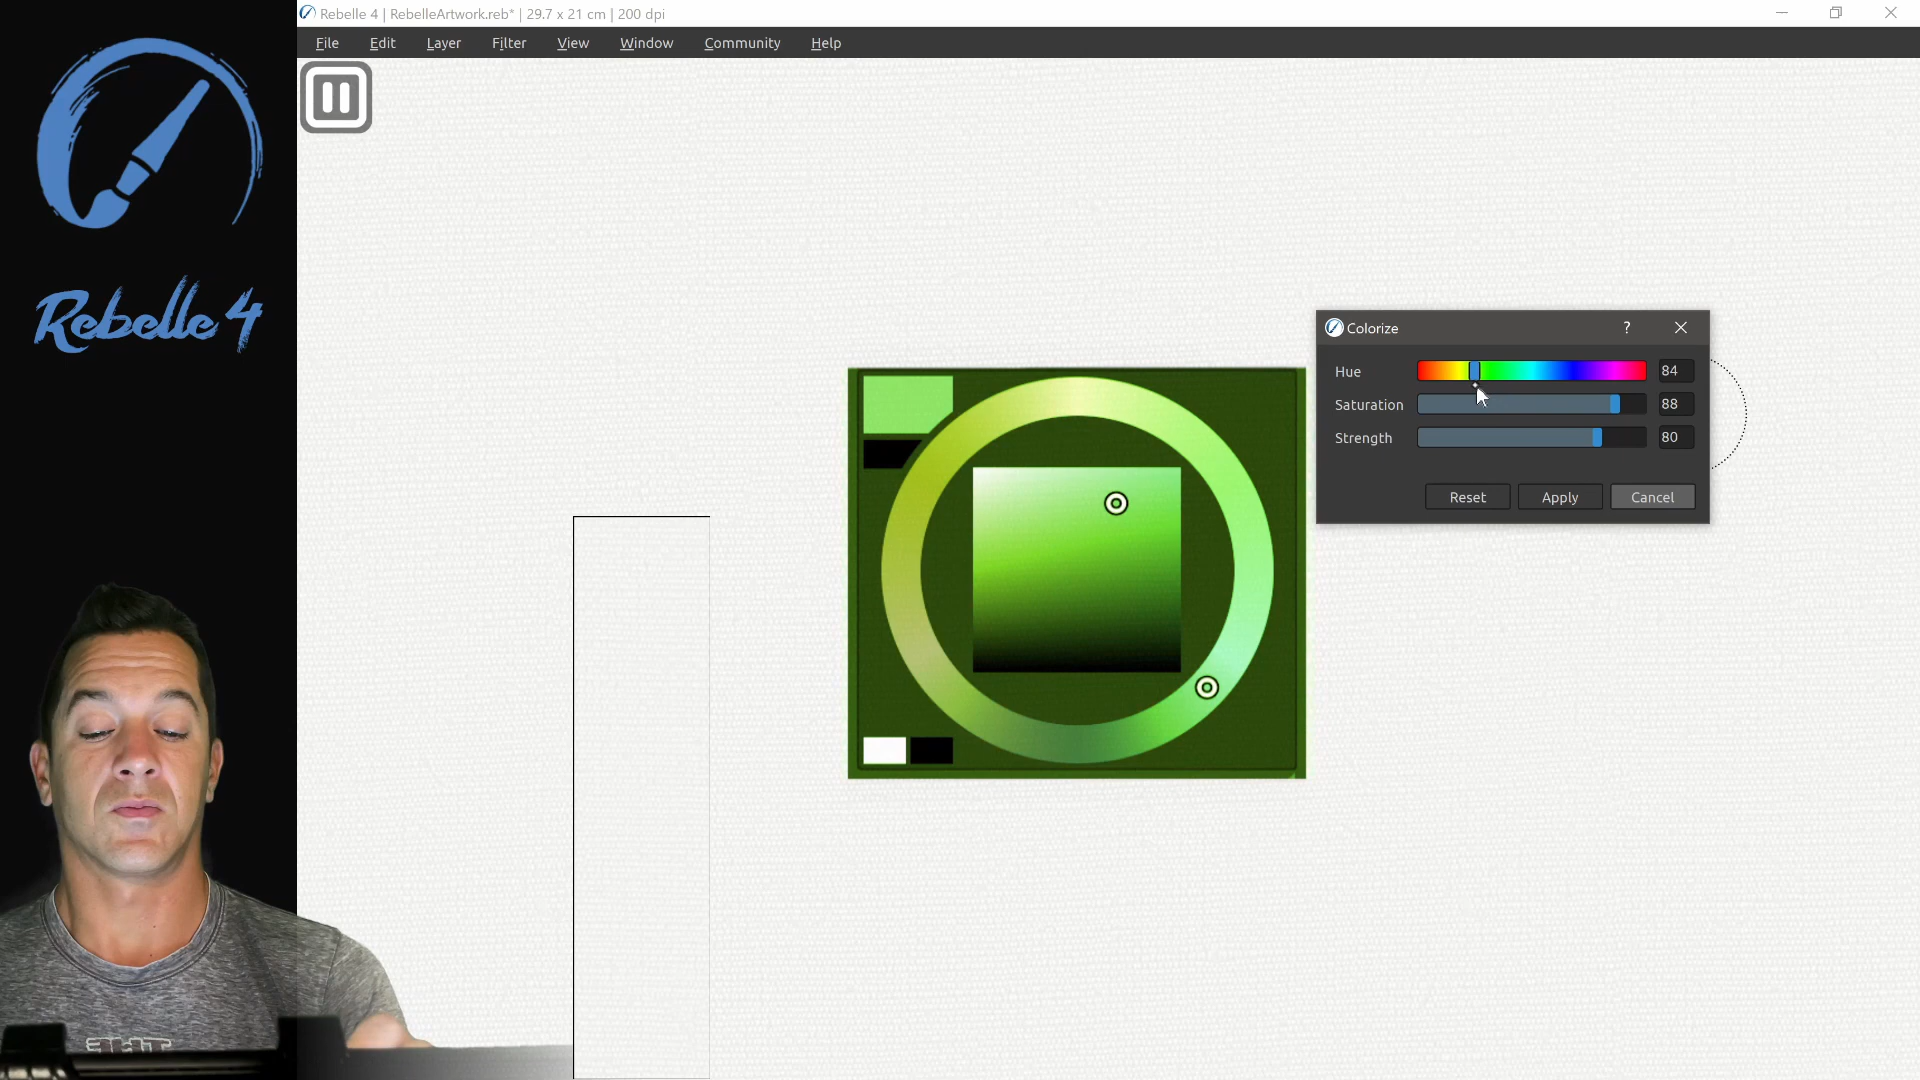 Rebelle 4 | RebelleArtwork.reb* | 29.7 x 21 cm | 200 dpi
File Edit Layer Filter View Window Community Help
Rebelle 4
Colorize ?
Hue 84
Saturation 88
Strength 80
Reset Apply Cancel